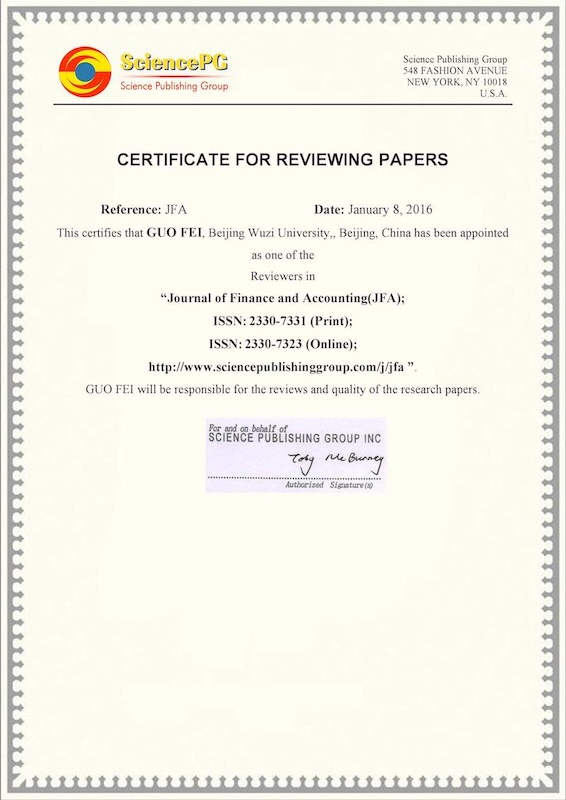 SciencePG
Science Publishing Group
Science Publishing Group
548 FASHION AVENUE
NEW YORK, NY 10018
U.S.A.
CERTIFICATE FOR REVIEWING PAPERS
Reference: JFA Date: January 8, 2016
This certifies that GUO FEI, Beijing Wuzi University,, Beijing, China has been appointed
as one of the
Reviewers in
“Journal of Finance and Accounting(JFA);
ISSN: 2330-7331 (Print);
ISSN: 2330-7323 (Online);
http://www.sciencepublishinggroup.com/j/jfa ”.
GUO FEI will be responsible for the reviews and quality of the research papers.
For and on behalf of
SCIENCE PUBLISHING GROUP INC
Toby McBurney
Authorized Signature(s)